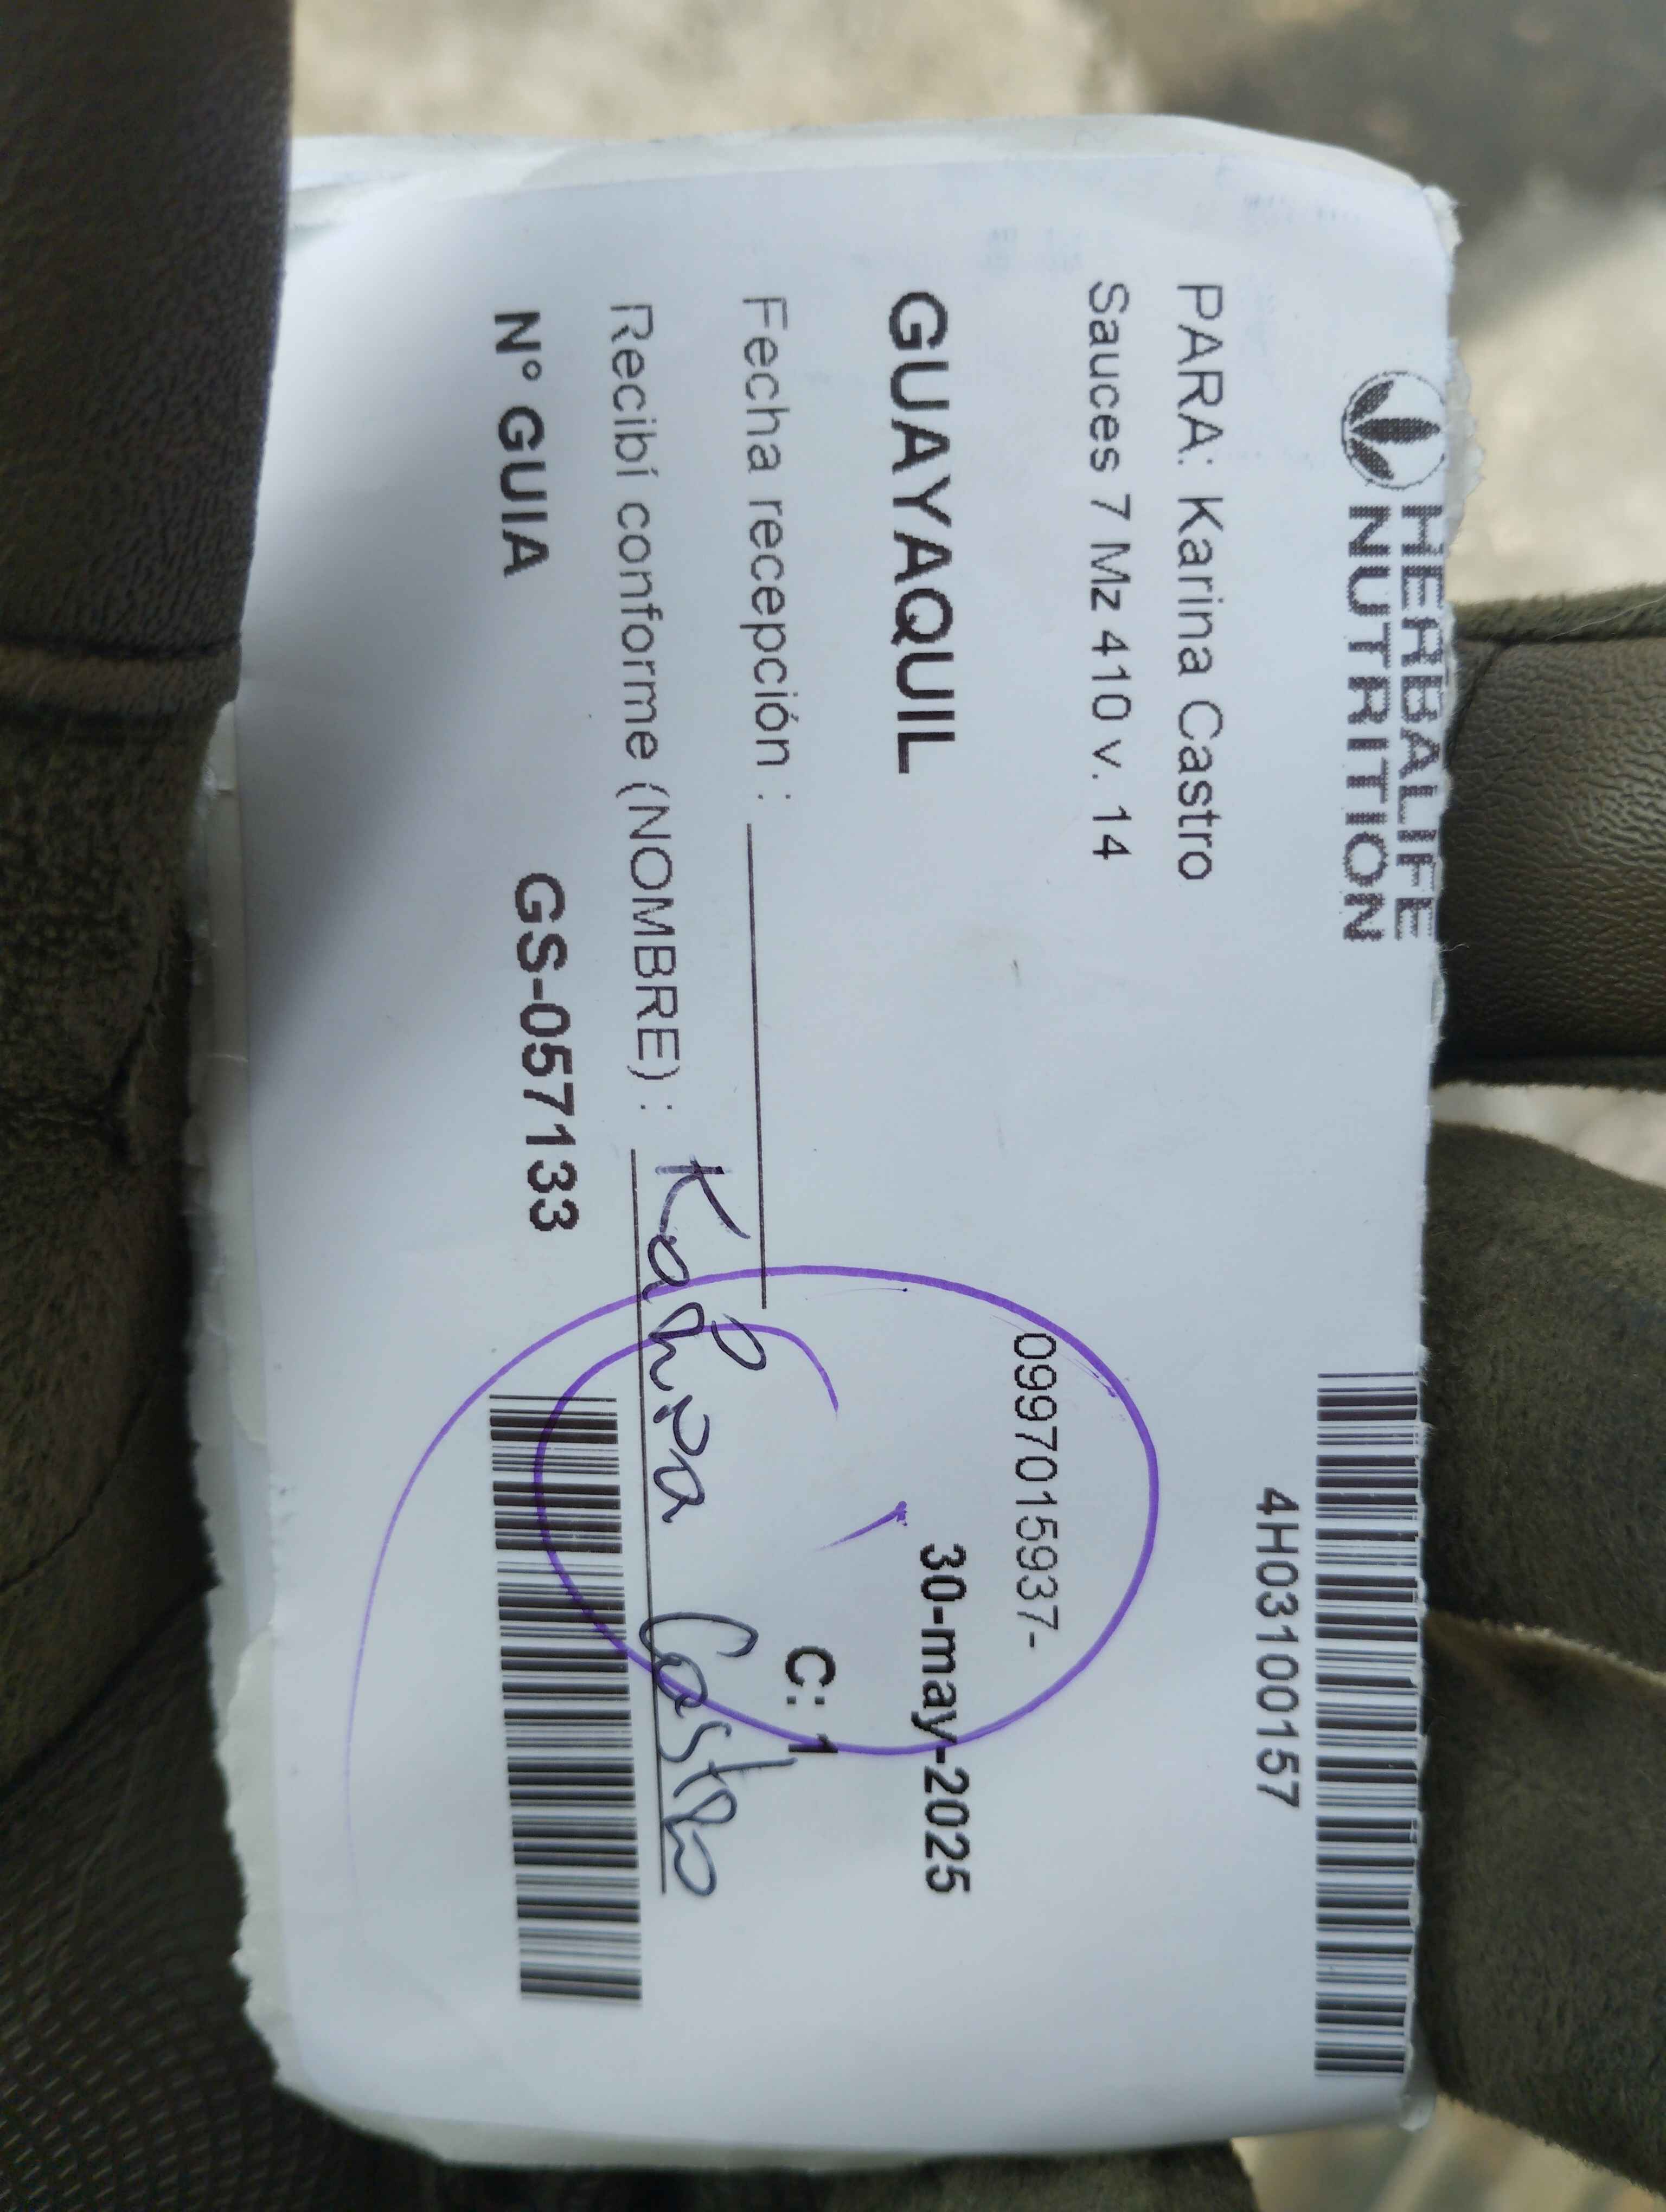 HERBALIFE
NUTRITION
4H03100157
PARA: Karina Castro
Sauces 7 Mz 410 v. 14
0997015937-
GUAYAQUIL
30-may-2025
Fecha recepción :
C: 1
Recibí conforme (NOMBRE) : Karina Castro
N° GUIA GS-057133